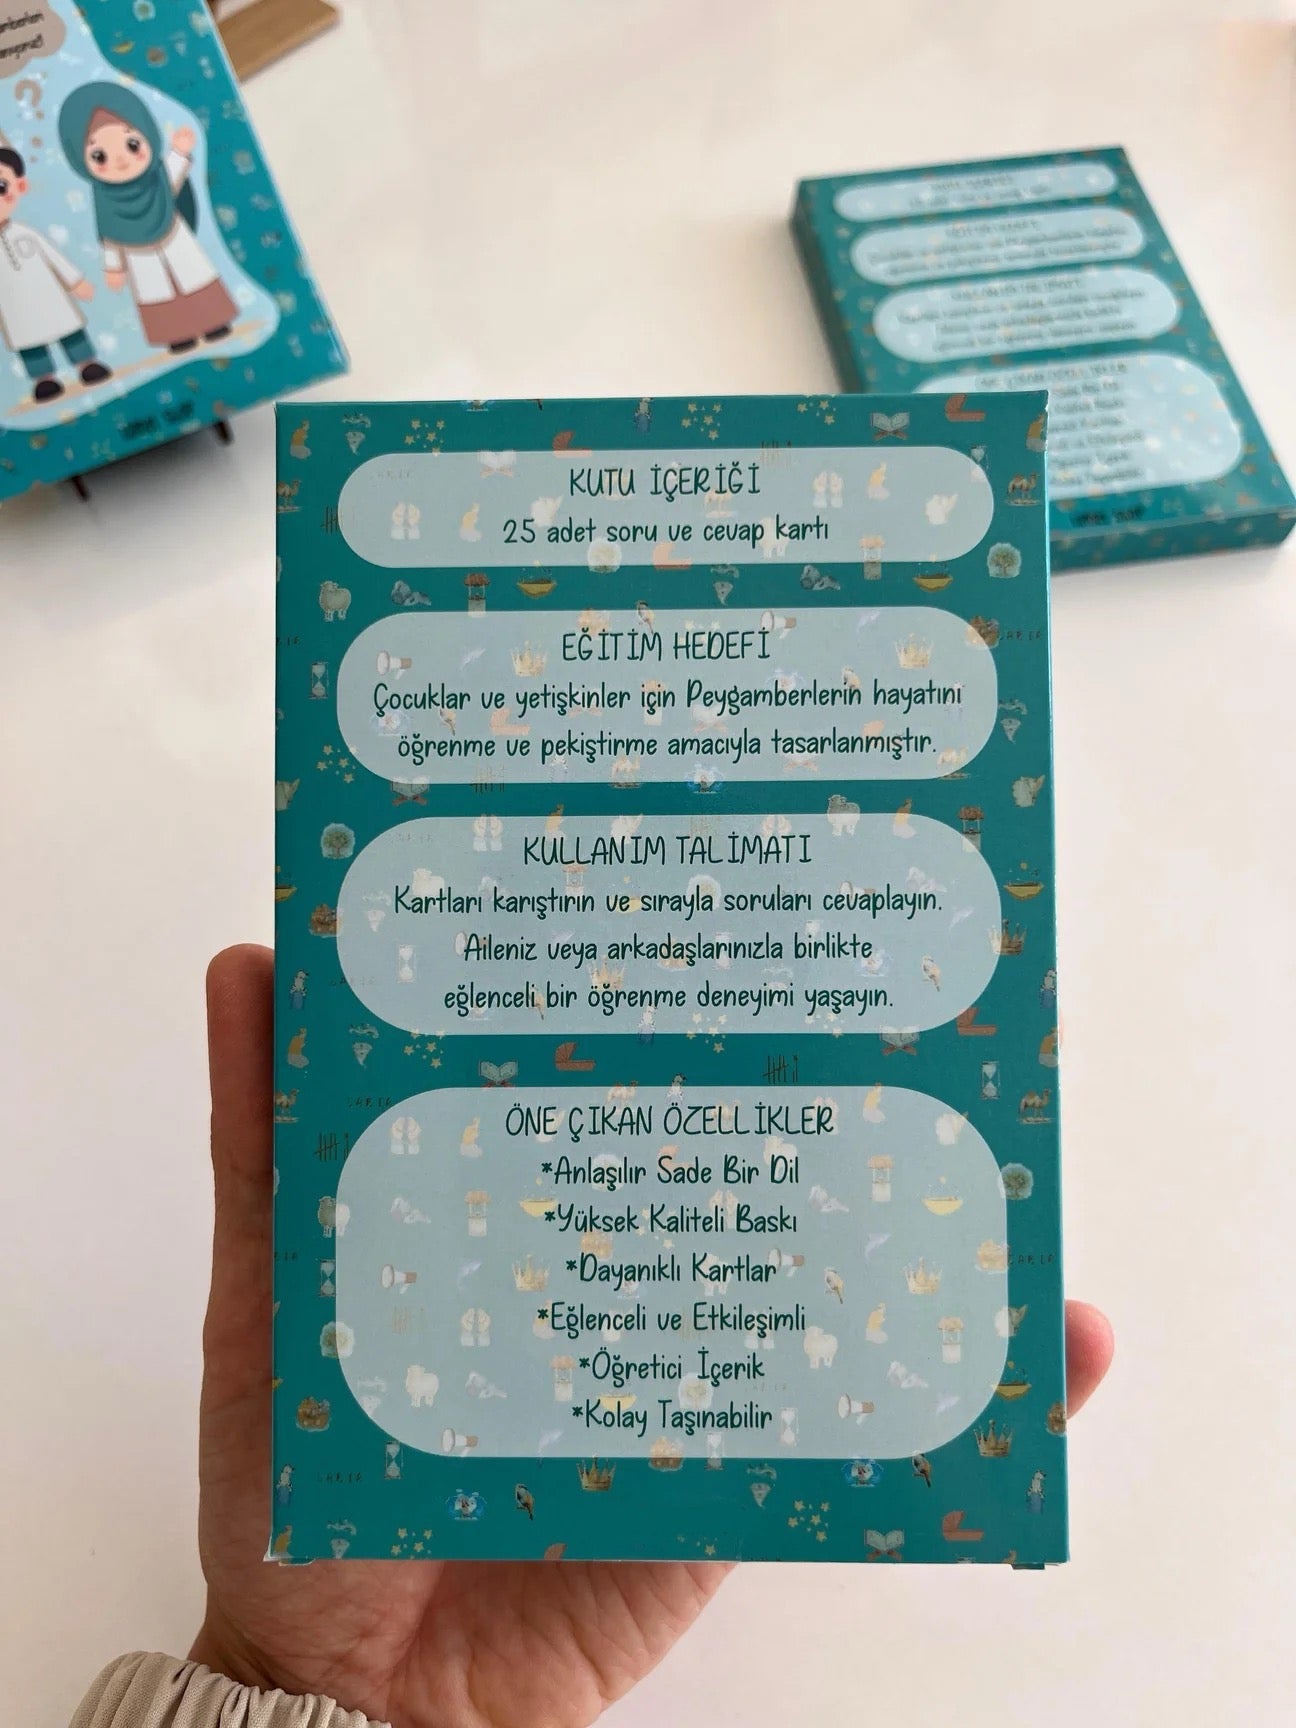 KUTU İÇERİĞİ
25 adet soru ve cevap kartı
EĞİTİM HEDEFİ
Çocuklar ve yetişkinler için Peygamberlerin hayatını
öğrenme ve pekiştirme amacıyla tasarlanmıştır.
KULLANIM TALİMATI
Kartları karıştırın ve sırayla soruları cevaplayın.
Aileniz veya arkadaşlarınızla birlikte
eğlenceli bir öğrenme deneyimi yaşayın.
ÖNE ÇIKAN ÖZELLİKLER
*Anlaşılır Sade Bir Dil
*Yüksek Kaliteli Baskı
*Dayanıklı Kartlar
*Eğlenceli ve Etkileşimli
*Öğretici İçerik
*Kolay Taşınabilir